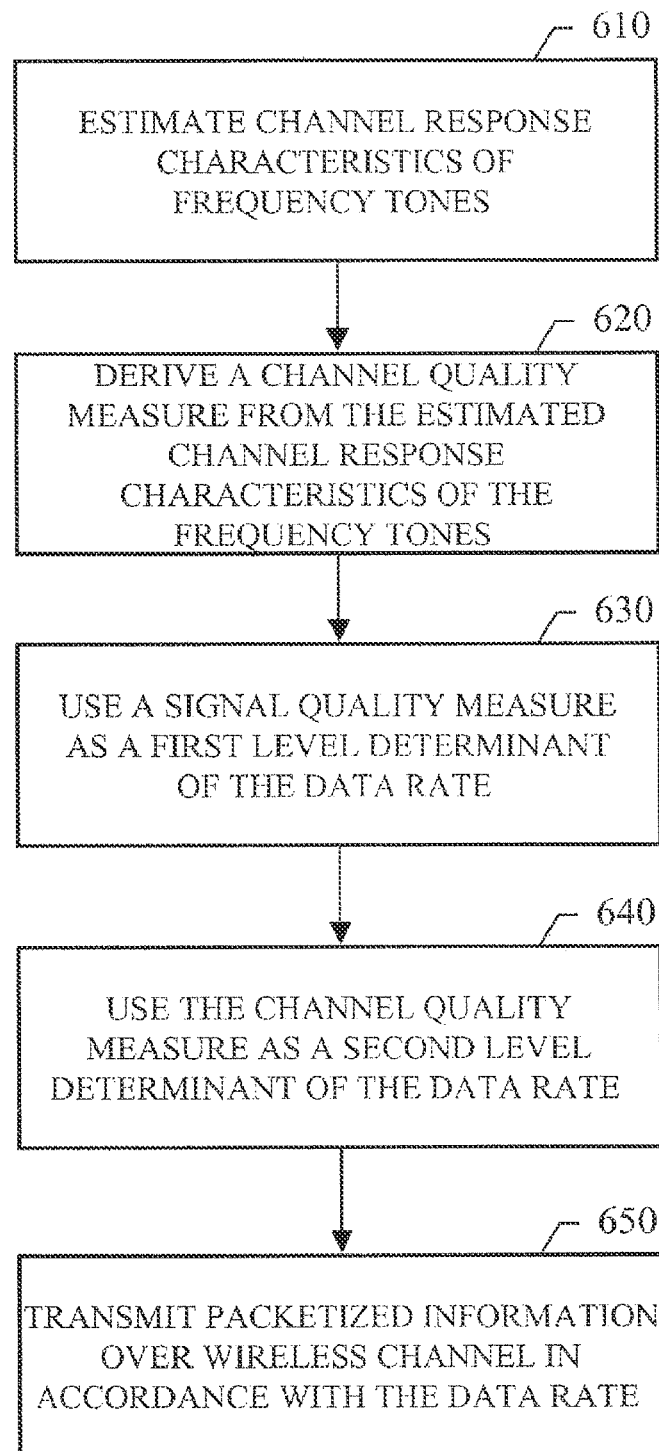 610
ESTIMATE CHANNEL RESPONSE
CHARACTERISTICS OF
FREQUENCY TONES
620
DERIVE A CHANNEL QUALITY
MEASURE FROM THE ESTIMATED
CHANNEL RESPONSE
CHARACTERISTICS OF THE
FREQUENCY TONES
630
USE A SIGNAL QUALITY MEASURE
AS A FIRST LEVEL DETERMINANT
OF THE DATA RATE
640
USE THE CHANNEL QUALITY
MEASURE AS A SECOND LEVEL
DETERMINANT OF THE DATA RATE
650
TRANSMIT PACKETIZED INFORMATION
OVER WIRELESS CHANNEL IN
ACCORDANCE WITH THE DATA RATE